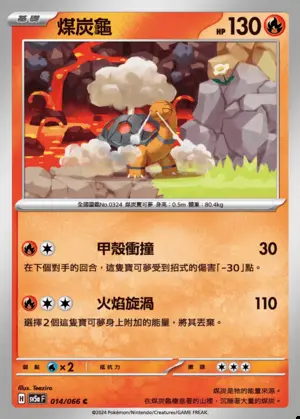 基礎 煤炭龜 HP 130
全國圖鑑No.0324 煤炭寶可夢 身高：0.5m 體重：80.4kg
甲殼衝撞 30
在下個對手的回合，這隻寶可夢受到招式的傷害「-30」點。
火焰旋渦 110
選擇2個這隻寶可夢身上附加的能量，將其丟棄。
弱點 ×2 抵抗力 撤退
Illus. Teeziro
H SV5a F 014/066 C
煤炭是牠的能量來源。
在煤炭龜棲息着的山裡，沉睡著大量的煤炭。
©2024 Pokémon/Nintendo/Creatures/GAME FREAK.